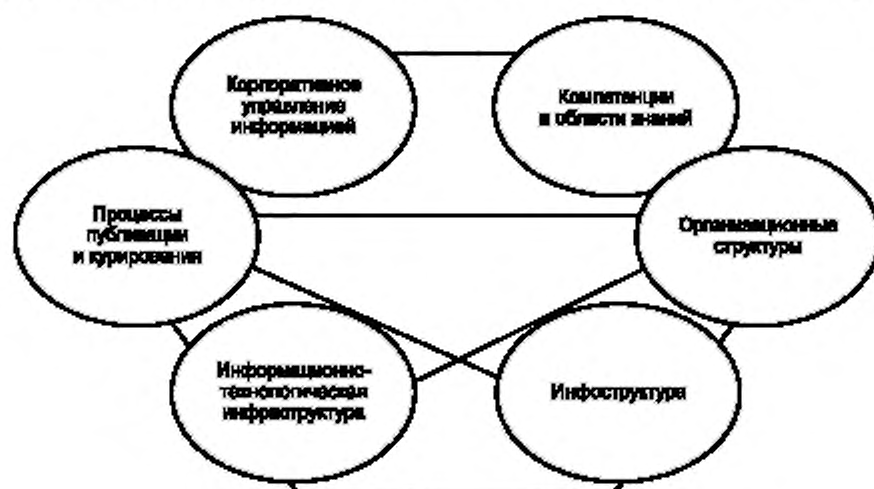 Корпоративное
управление
информацией
Компетенции
в области знаний
Процессы
публикации
и курирования
Организационные
структуры
Информационно-
технологическая
инфраструктура
Инфоструктура